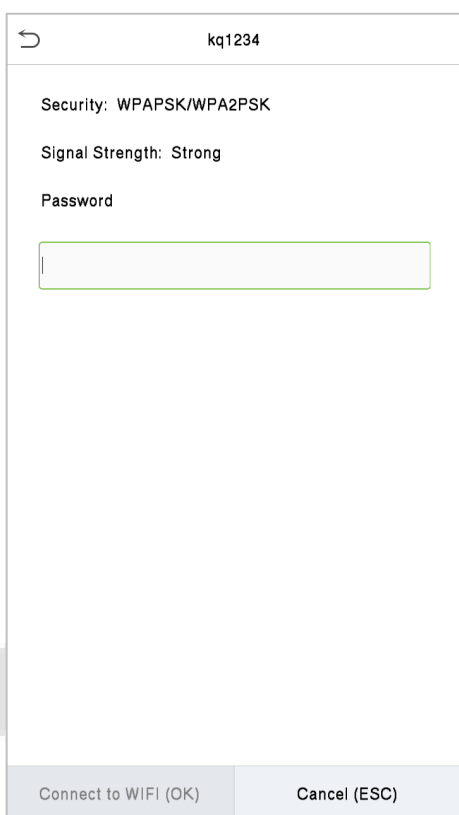 kq1234
Security: WPAPSK/WPA2PSK
Signal Strength: Strong
Password
Connect to WIFI (OK)
Cancel (ESC)